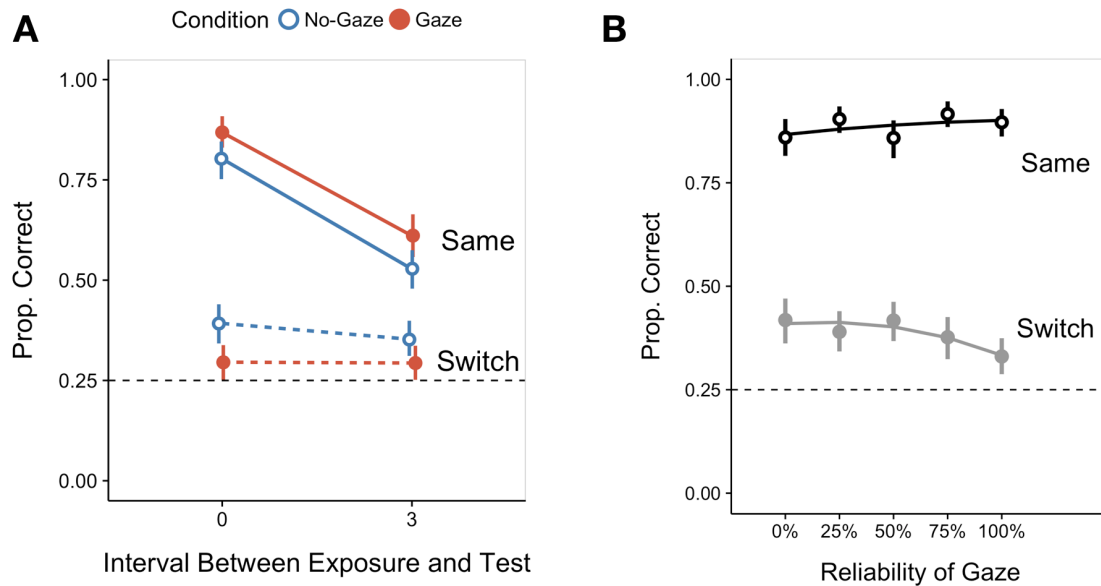 A
Condition No-Gaze Gaze
1.00
0.75
0.50
0.25
0.00
Prop. Correct
Same
Switch
0 3
Interval Between Exposure and Test
B
1.00
0.75
0.50
0.25
0.00
Prop. Correct
Same
Switch
0% 25% 50% 75% 100%
Reliability of Gaze